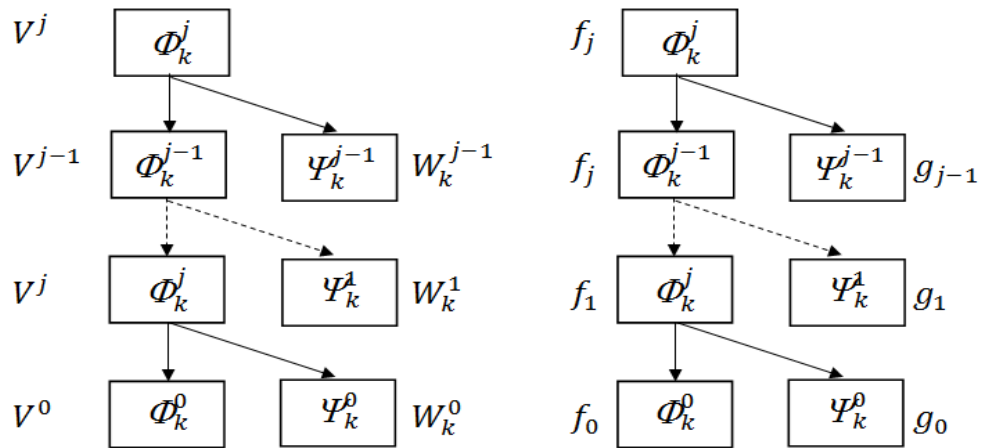 V^j Φ_k^j f_j Φ_k^j
V^{j−1} Φ_k^{j−1} Ψ_k^{j−1} W_k^{j−1} f_j Φ_k^{j−1} Ψ_k^{j−1} g_{j−1}
V^j Φ_k^j Ψ_k^1 W_k^1 f_1 Φ_k^j Ψ_k^1 g_1
V^0 Φ_k^0 Ψ_k^0 W_k^0 f_0 Φ_k^0 Ψ_k^0 g_0